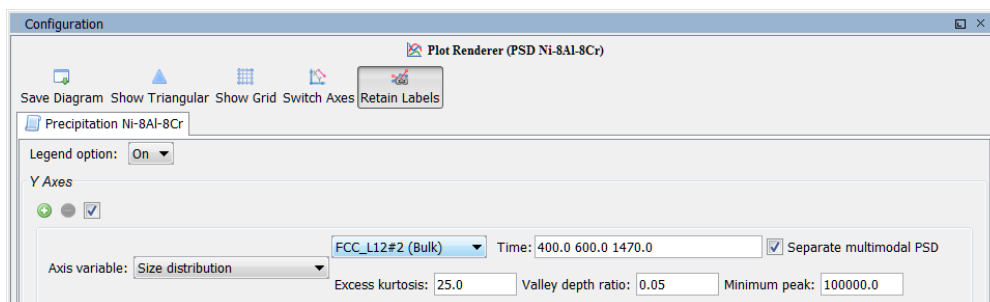 Configuration
Plot Renderer (PSD Ni-8Al-8Cr)
Save Diagram Show Triangular Show Grid Switch Axes Retain Labels
Precipitation Ni-8Al-8Cr
Legend option: On
Y Axes
FCC_L12#2 (Bulk) Time: 400.0 600.0 1470.0 Separate multimodal PSD
Axis variable: Size distribution
Excess kurtosis: 25.0 Valley depth ratio: 0.05 Minimum peak: 100000.0